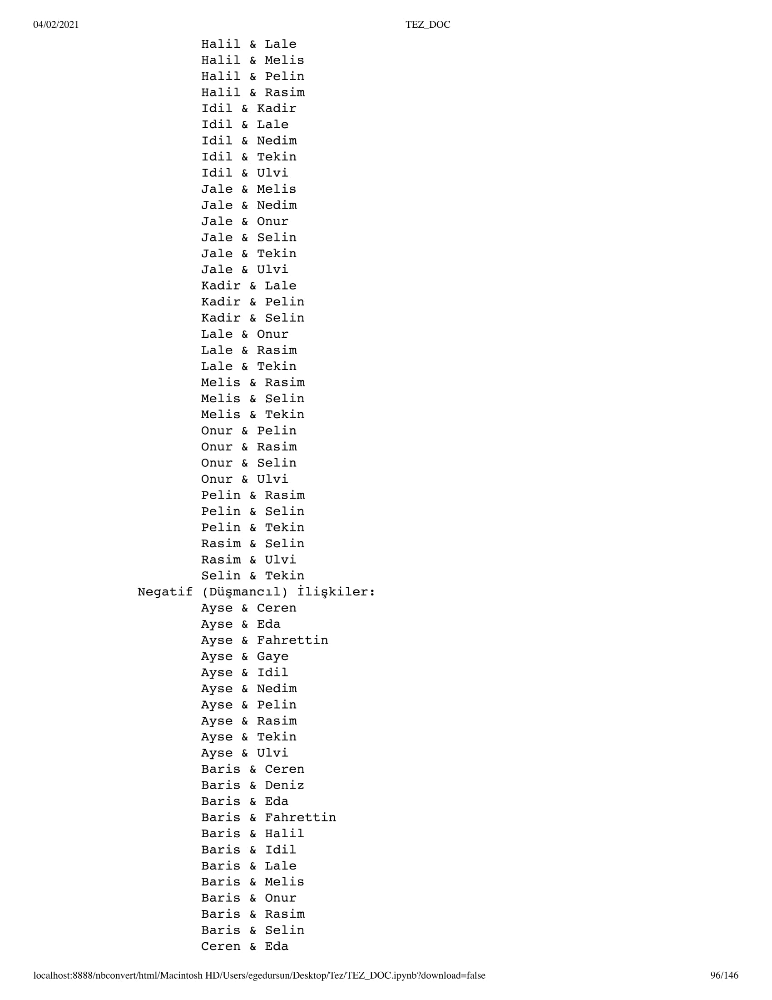 04/02/2021 TEZ_DOC
Halil & Lale
Halil & Melis
Halil & Pelin
Halil & Rasim
Idil & Kadir
Idil & Lale
Idil & Nedim
Idil & Tekin
Idil & Ulvi
Jale & Melis
Jale & Nedim
Jale & Onur
Jale & Selin
Jale & Tekin
Jale & Ulvi
Kadir & Lale
Kadir & Pelin
Kadir & Selin
Lale & Onur
Lale & Rasim
Lale & Tekin
Melis & Rasim
Melis & Selin
Melis & Tekin
Onur & Pelin
Onur & Rasim
Onur & Selin
Onur & Ulvi
Pelin & Rasim
Pelin & Selin
Pelin & Tekin
Rasim & Selin
Rasim & Ulvi
Selin & Tekin
Negatif (Düşmancıl) İlişkiler:
Ayse & Ceren
Ayse & Eda
Ayse & Fahrettin
Ayse & Gaye
Ayse & Idil
Ayse & Nedim
Ayse & Pelin
Ayse & Rasim
Ayse & Tekin
Ayse & Ulvi
Baris & Ceren
Baris & Deniz
Baris & Eda
Baris & Fahrettin
Baris & Halil
Baris & Idil
Baris & Lale
Baris & Melis
Baris & Onur
Baris & Rasim
Baris & Selin
Ceren & Eda
localhost:8888/nbconvert/html/Macintosh HD/Users/egedursun/Desktop/Tez/TEZ_DOC.ipynb?download=false 96/146